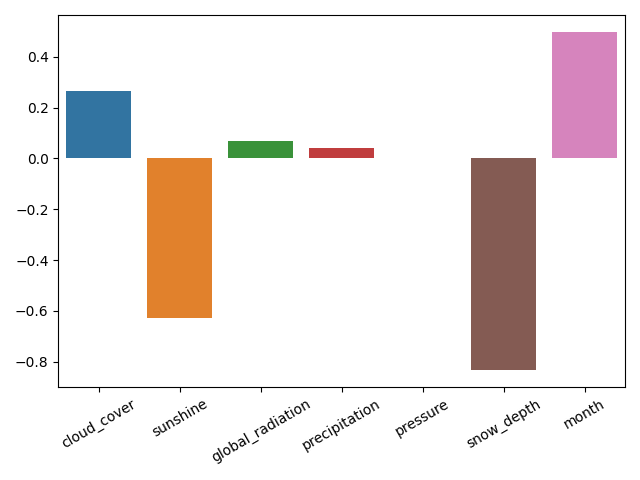 0.4
0.2
0.0
−0.2
−0.4
−0.6
−0.8
cloud_cover
sunshine
global_radiation
precipitation
pressure
snow_depth
month